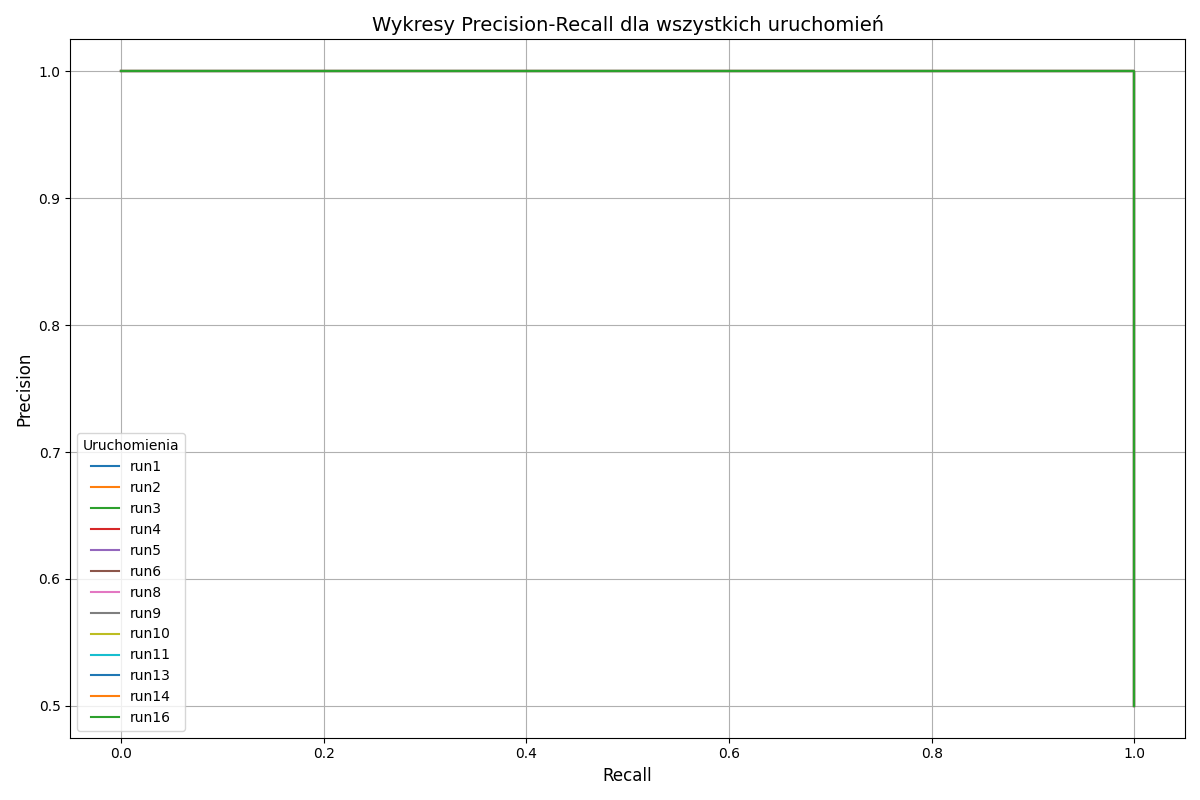 Wykresy Precision-Recall dla wszystkich uruchomień
1.0
0.9
0.8
0.7
0.6
0.5
Precision
Uruchomienia
run1
run2
run3
run4
run5
run6
run8
run9
run10
run11
run13
run14
run16
0.0 0.2 0.4 0.6 0.8 1.0
Recall